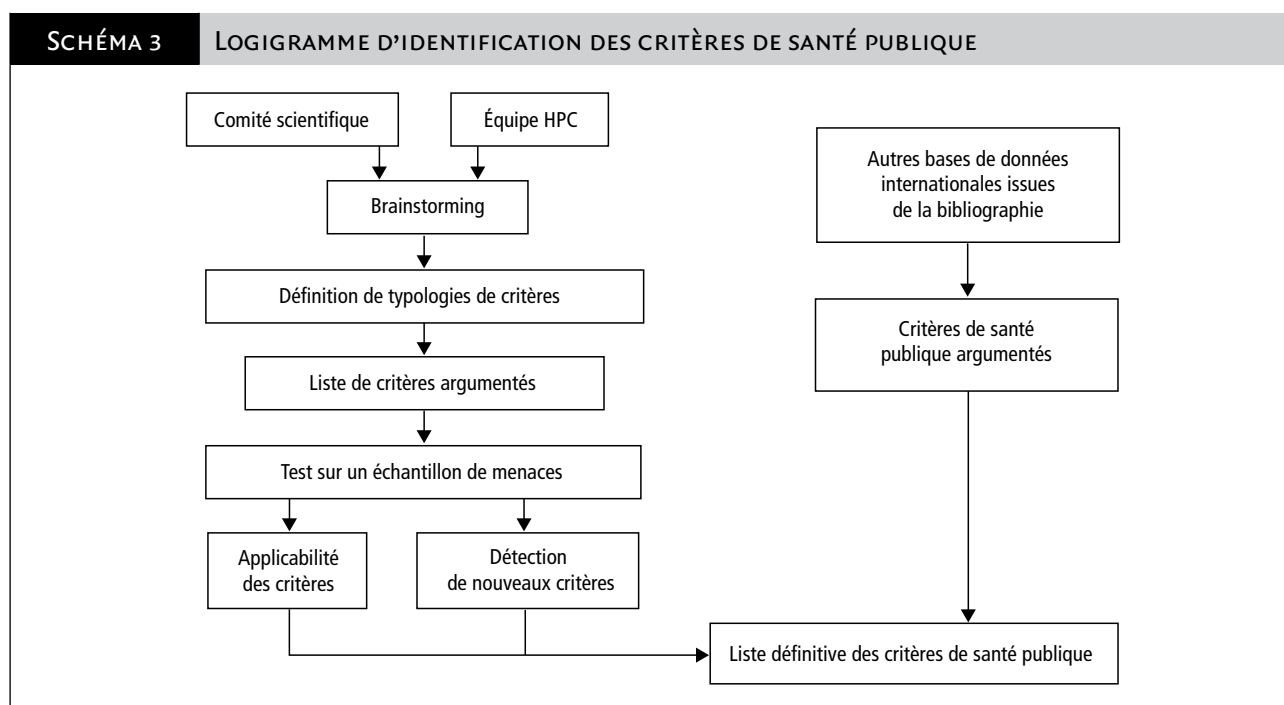 SCHÉMA 3
LOGIGRAMME D’IDENTIFICATION DES CRITÈRES DE SANTÉ PUBLIQUE
Comité scientifique
Équipe HPC
Brainstorming
Définition de typologies de critères
Liste de critères argumentés
Test sur un échantillon de menaces
Applicabilité
des critères
Détection
de nouveaux critères
Autres bases de données
internationales issues
de la bibliographie
Critères de santé
publique argumentés
Liste définitive des critères de santé publique